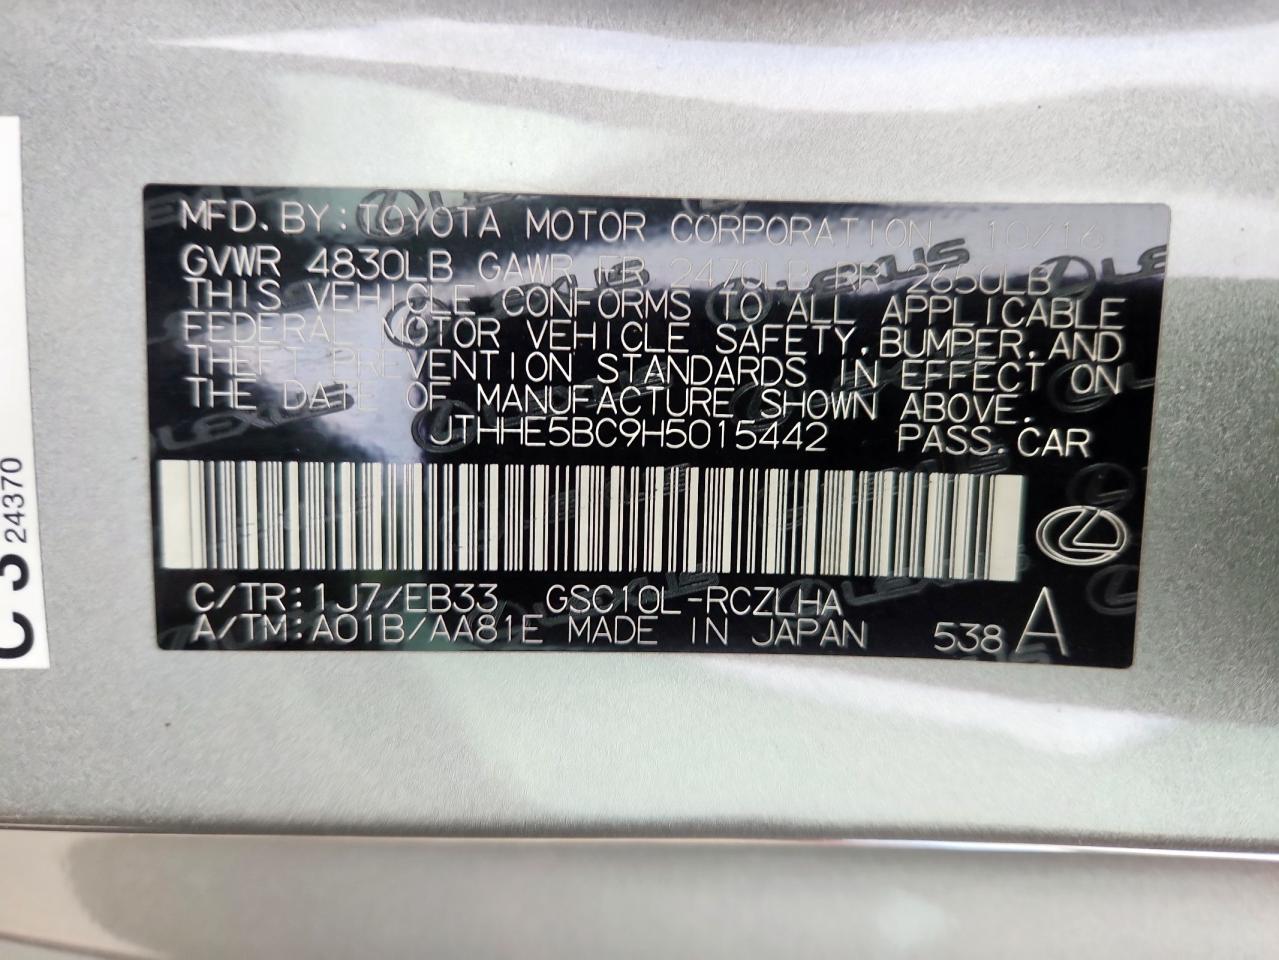 MFD. BY: TOYOTA MOTOR CORPORATION 10/16
GVWR 4830LB GAWR FR 2470LB RR 2650LB
THIS VEHICLE CONFORMS TO ALL APPLICABLE
FEDERAL MOTOR VEHICLE SAFETY, BUMPER, AND
THEFT PREVENTION STANDARDS IN EFFECT ON
THE DATE OF MANUFACTURE SHOWN ABOVE.
JTHHE5BC9H5015442 PASS. CAR
C/TR: 1J7/EB33 GSC10L-RCZLHA
A/TM: A01B/AA81E MADE IN JAPAN 538 A
24370